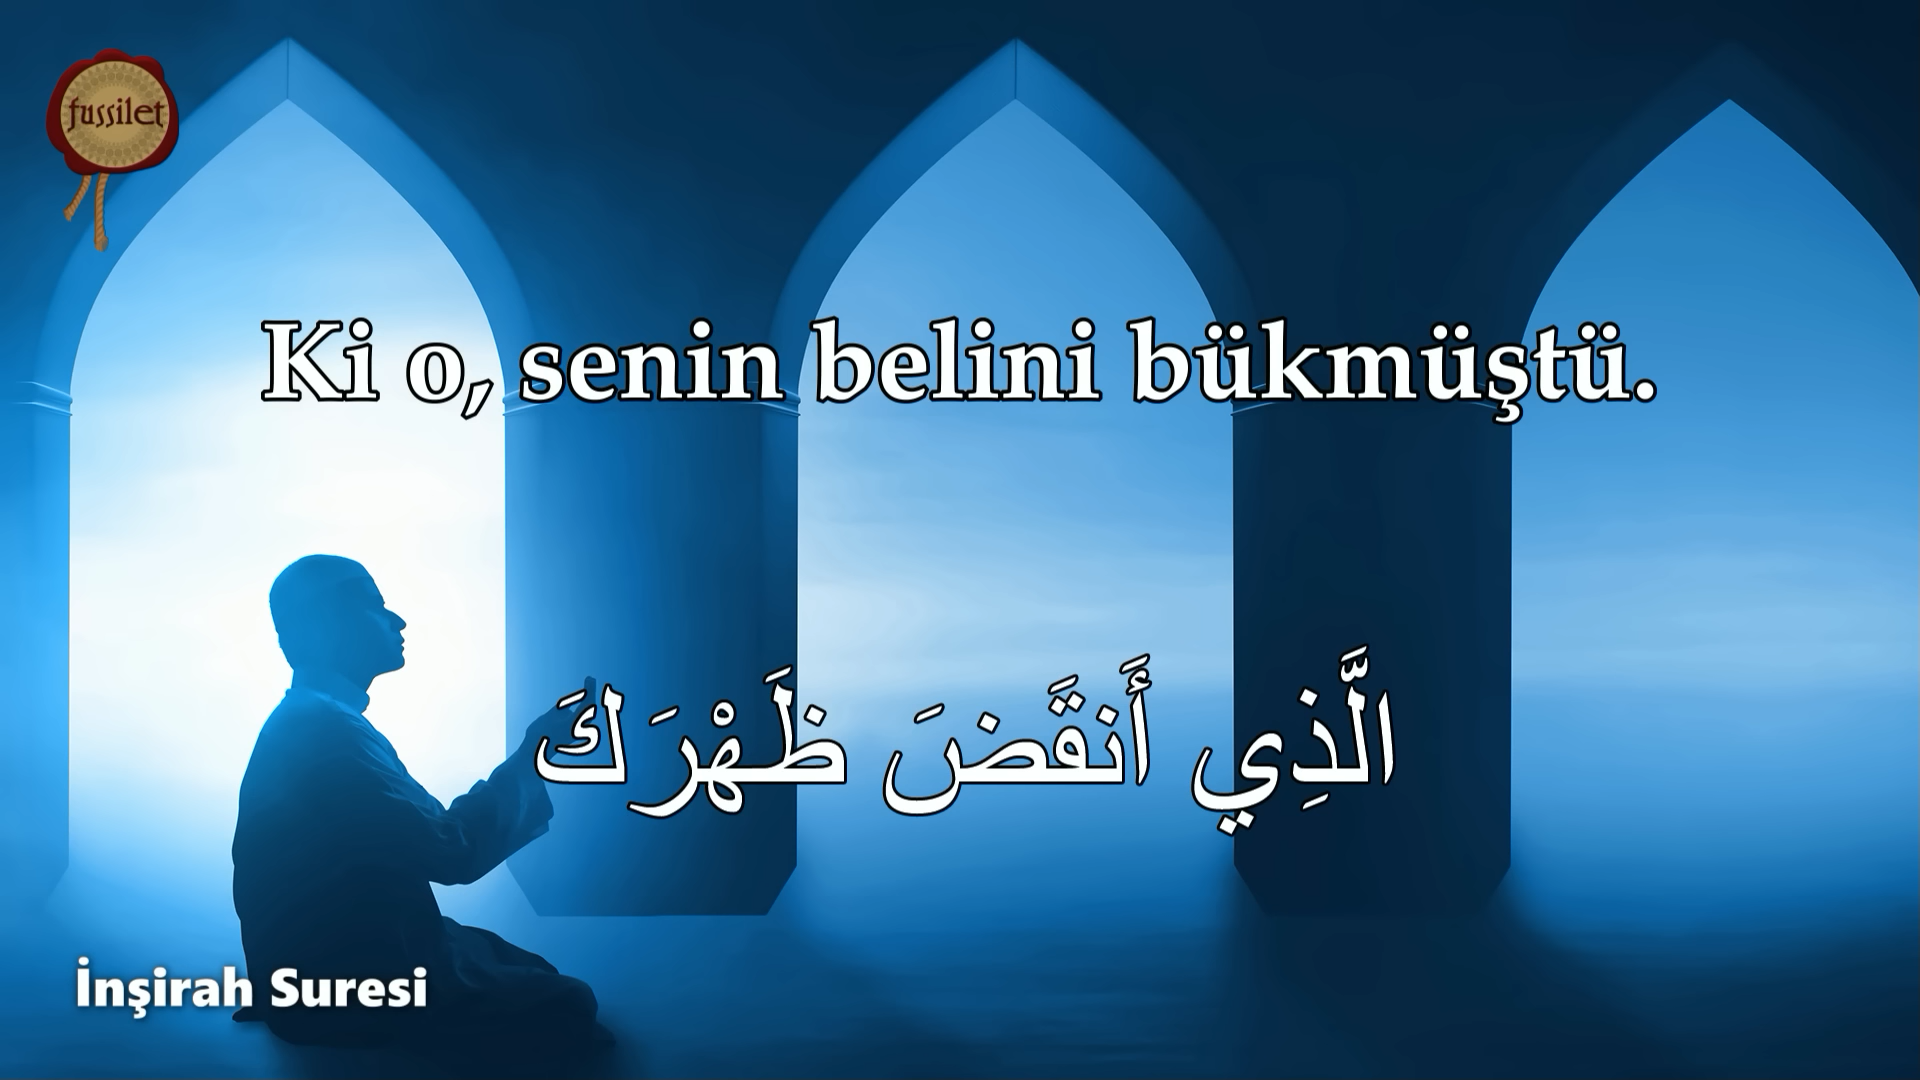 fussilet
Ki o, senin belini bükmüştü.
الَّذِي أَنقَضَ ظَهْرَكَ
İnşirah Suresi